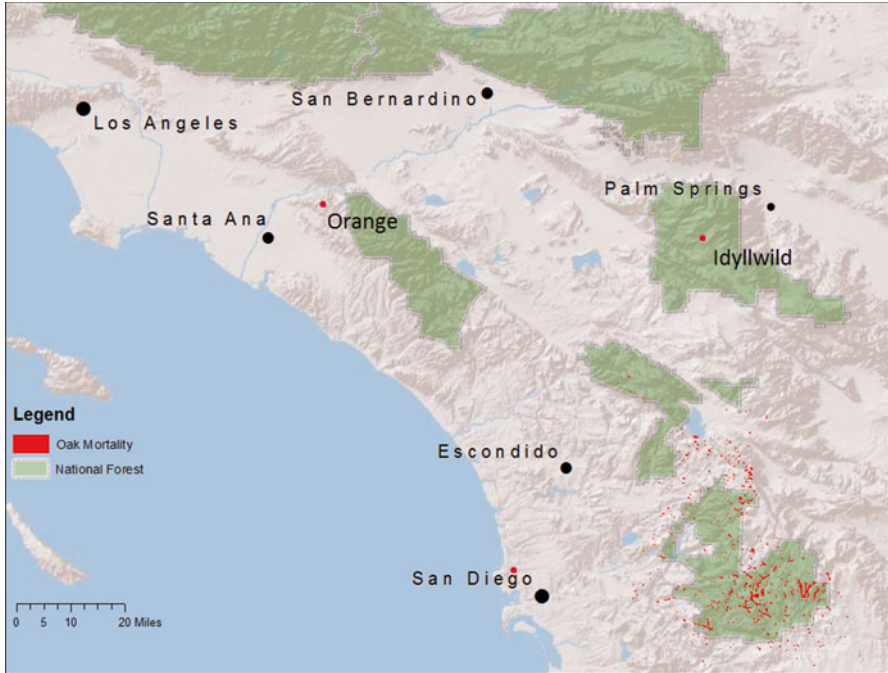 San Bernardino
Los Angeles
Palm Springs
Santa Ana
Orange
Idyllwild
Legend
Oak Mortality
National Forest
Escondido
San Diego
0 5 10 20 Miles